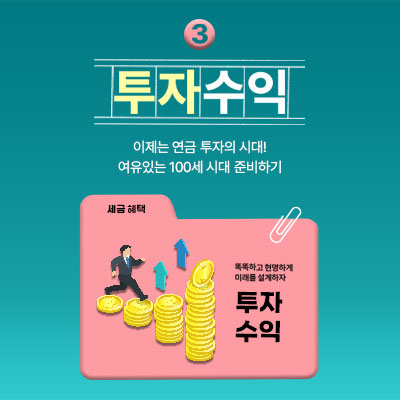 3
투자수익
이제는 연금 투자의 시대!
여유있는 100세 시대 준비하기
세금 혜택
똑똑하고 현명하게
미래를 설계하자
투자
수익